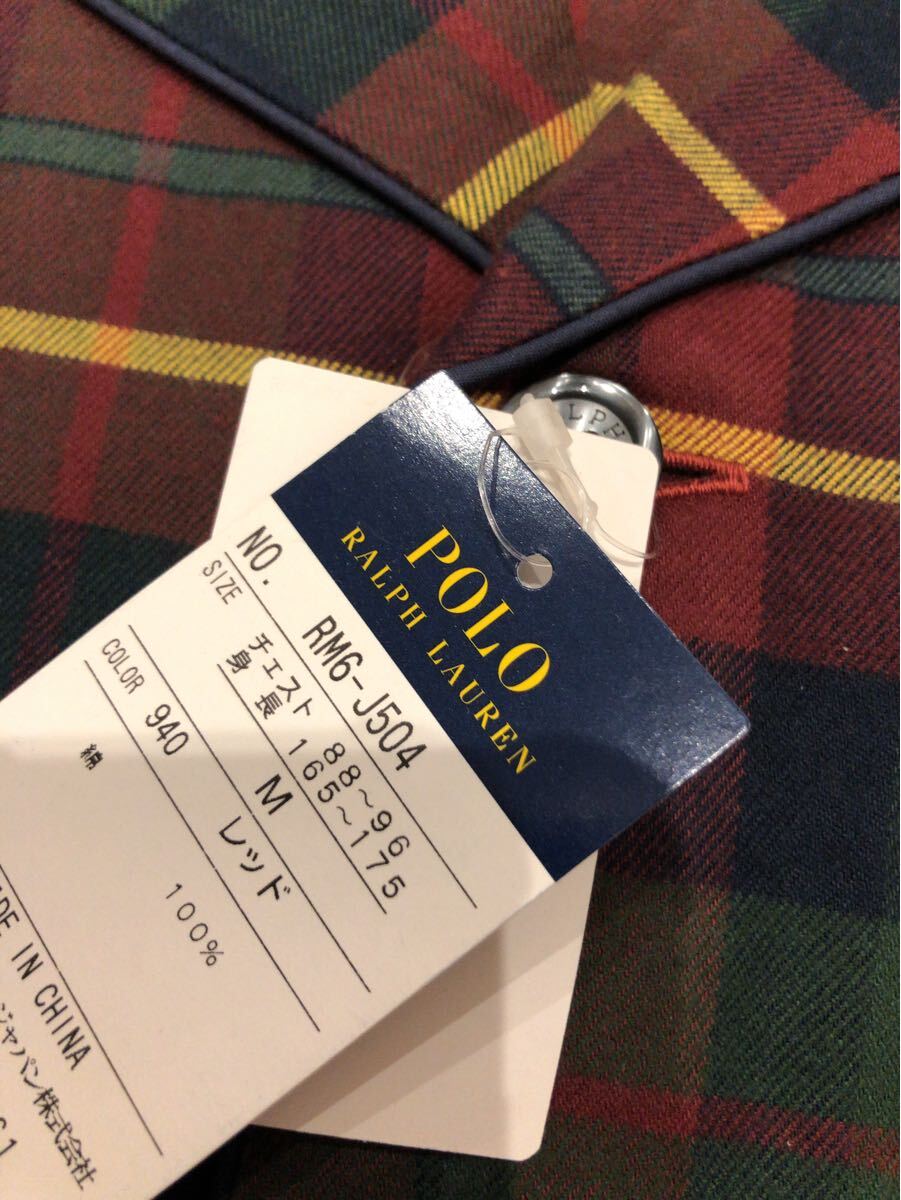 POLO
RALPH LAUREN
NO. RM6-J504
SIZE チェスト 88~96
身長 165~175
M
COLOR 940 レッド
綿 100%
IN CHINA
ジャパン株式会社